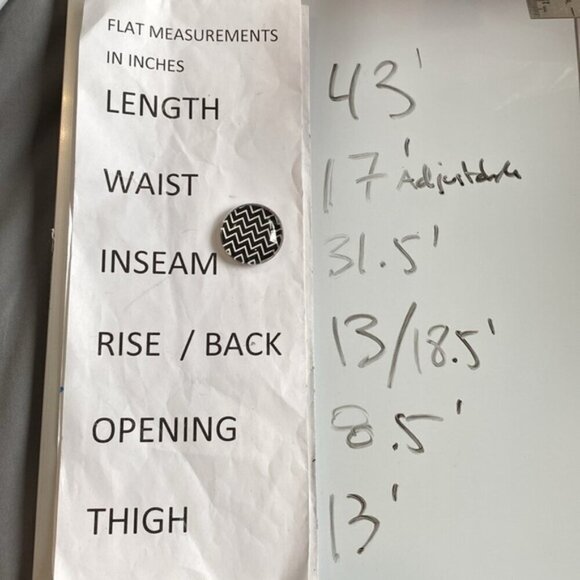 FLAT MEASUREMENTS
IN INCHES
LENGTH 43'
WAIST 17' Adjustable
INSEAM 31.5'
RISE / BACK 13/18.5'
OPENING 8.5'
THIGH 13'